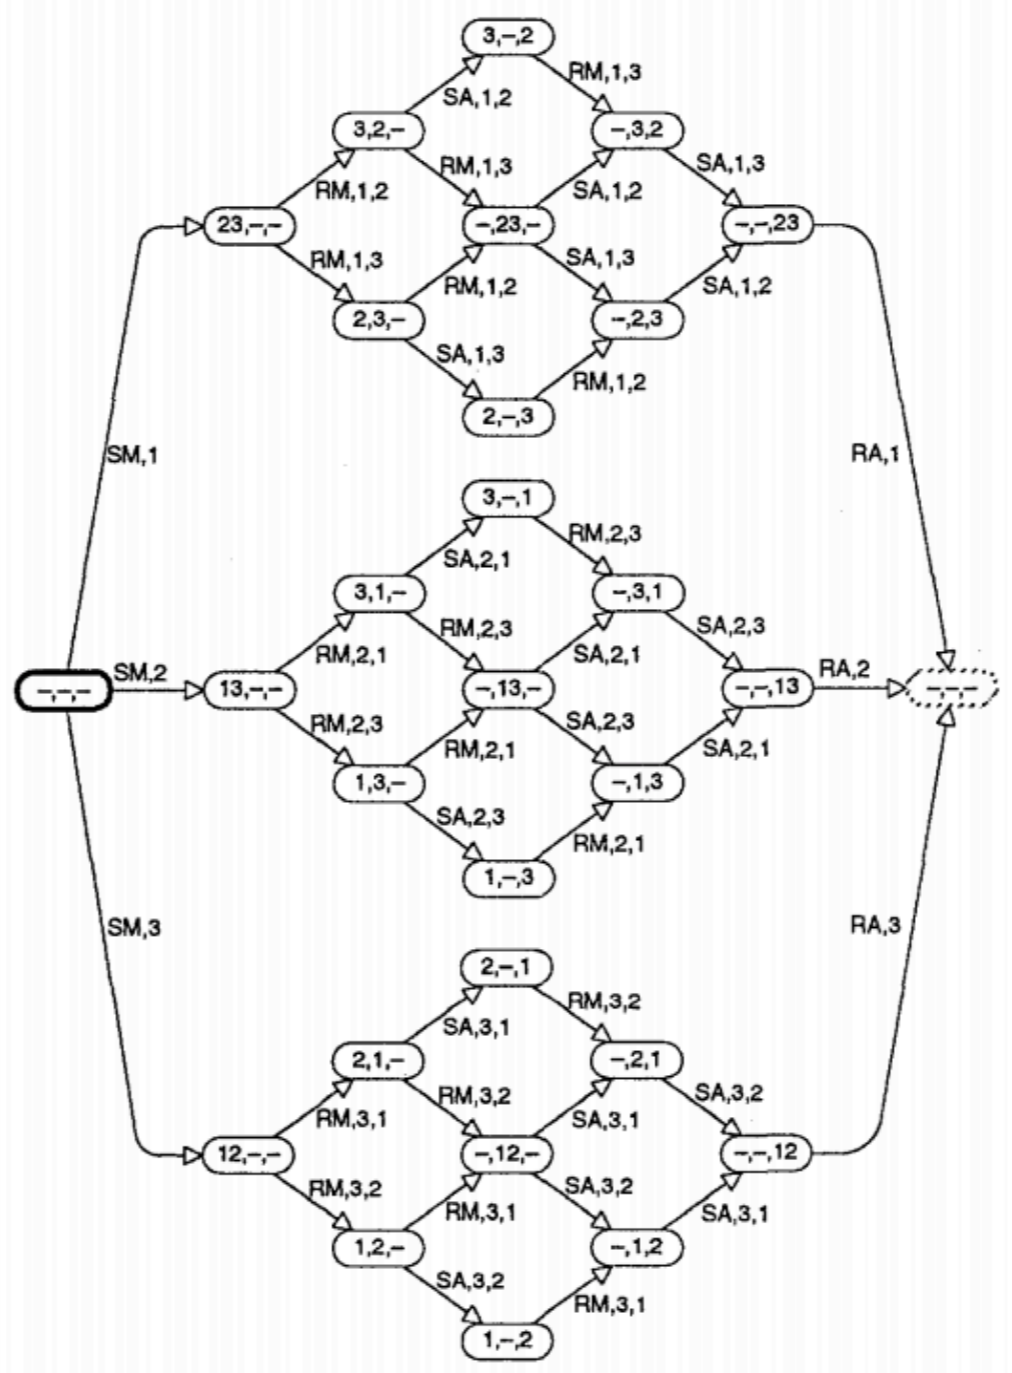 3,–,2
RM,1,3
SA,1,2
3,2,–
–,3,2
RM,1,3
SA,1,3
RM,1,2
SA,1,2
23,–,–
–,23,–
–,–,23
RM,1,3
SA,1,3
RM,1,2
SA,1,2
2,3,–
–,2,3
SA,1,3
RM,1,2
2,–,3
SM,1
RA,1
3,–,1
RM,2,3
SA,2,1
3,1,–
–,3,1
RM,2,3
SA,2,3
RM,2,1
SA,2,1
–,–,–
SM,2
13,–,–
–,13,–
–,–,13
RA,2
–,–,–
RM,2,3
SA,2,3
RM,2,1
SA,2,1
1,3,–
–,1,3
SA,2,3
RM,2,1
1,–,3
SM,3
RA,3
2,–,1
RM,3,2
SA,3,1
2,1,–
–,2,1
RM,3,2
SA,3,2
RM,3,1
SA,3,1
12,–,–
–,12,–
–,–,12
RM,3,2
SA,3,2
RM,3,1
SA,3,1
1,2,–
–,1,2
SA,3,2
RM,3,1
1,–,2